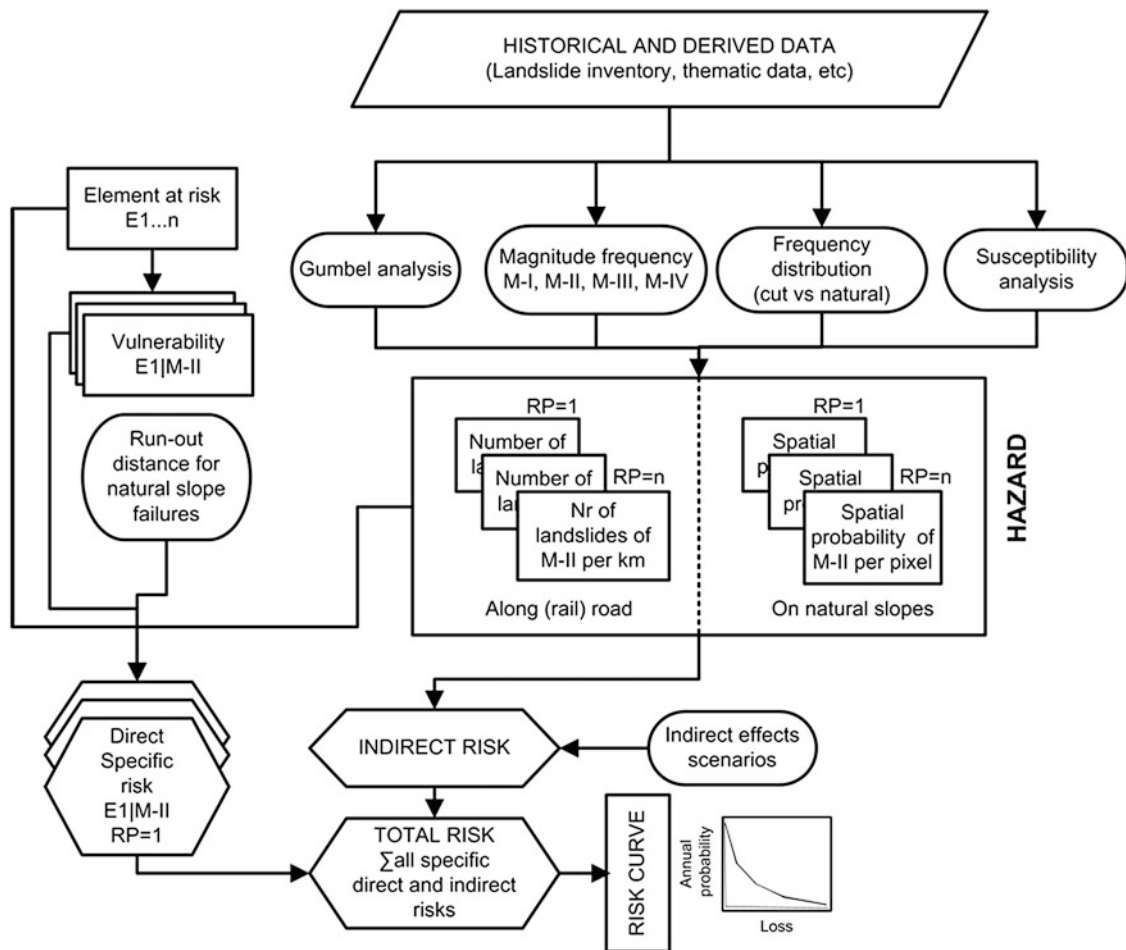 HISTORICAL AND DERIVED DATA
(Landslide inventory, thematic data, etc)
Element at risk
E1...n
Gumbel analysis
Magnitude frequency
M-I, M-II, M-III, M-IV
Frequency
distribution
(cut vs natural)
Susceptibility
analysis
Vulnerability
E1|M-II
Run-out
distance for
natural slope
failures
RP=1
Number of
Number of
RP=n
Nr of
landslides of
M-II per km
Along (rail) road
RP=1
Spatial
Spatial
RP=n
Spatial
probability of
M-II per pixel
On natural slopes
HAZARD
Direct
Specific
risk
E1|M-II
RP=1
INDIRECT RISK
Indirect effects
scenarios
TOTAL RISK
∑all specific
direct and indirect
risks
RISK CURVE
Annual
probability
Loss